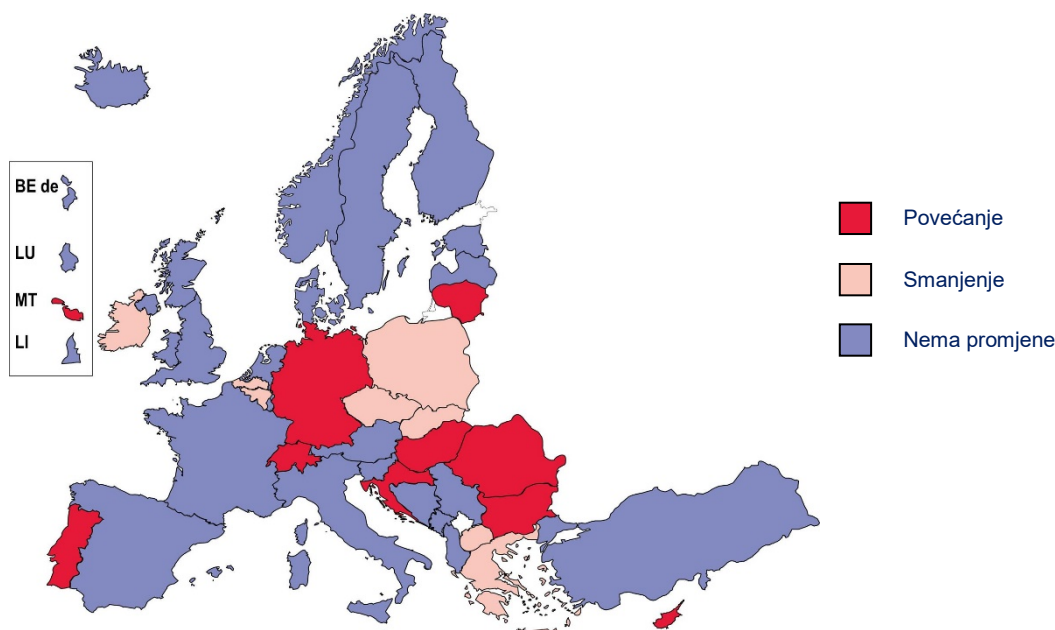 BE de
LU
MT
LI
Povećanje
Smanjenje
Nema promjene